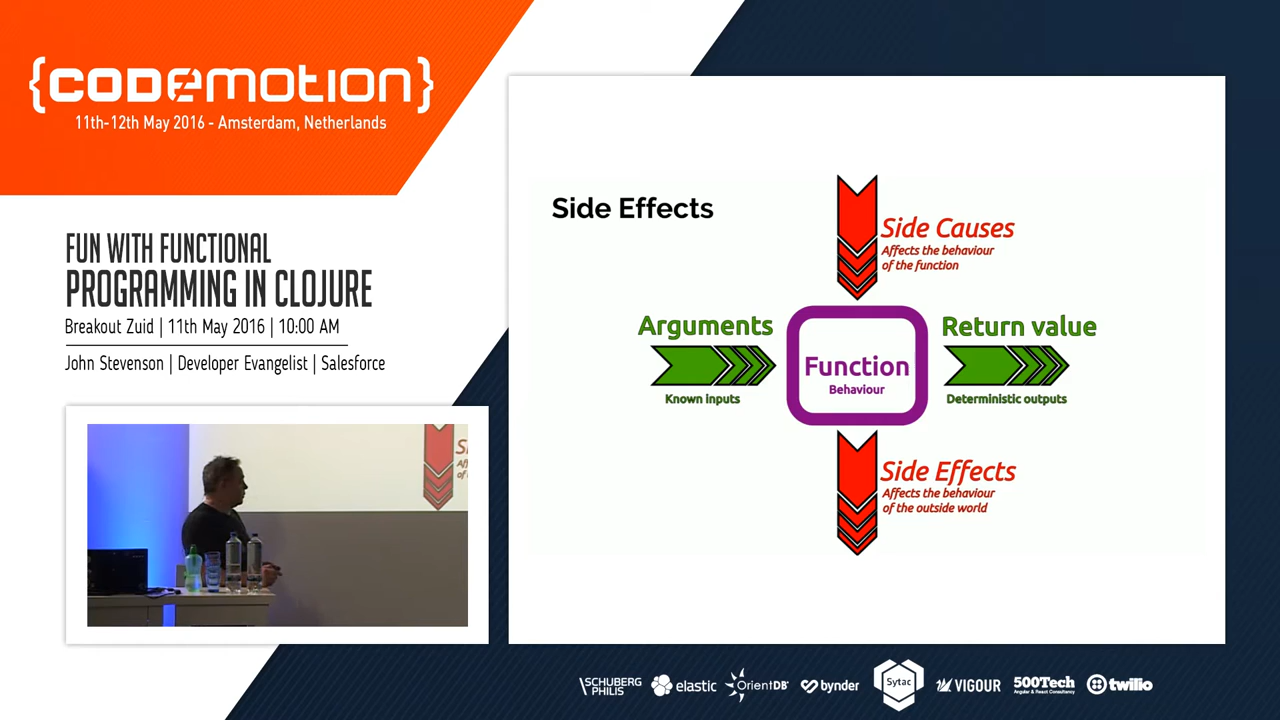 {CODEMOTION}
11th-12th May 2016 - Amsterdam, Netherlands
FUN WITH FUNCTIONAL
PROGRAMMING IN CLOJURE
Breakout Zuid | 11th May 2016 | 10:00 AM
John Stevenson | Developer Evangelist | Salesforce
Side Effects
Side Causes
Affects the behaviour
of the function
Arguments
Known inputs
Function
Behaviour
Return value
Deterministic outputs
Side Effects
Affects the behaviour
of the outside world
SCHUBERG
PHILIS
elastic
OrientDB
bynder
Sytac
VIGOUR
500Tech
Angular & React Consultancy
twilio